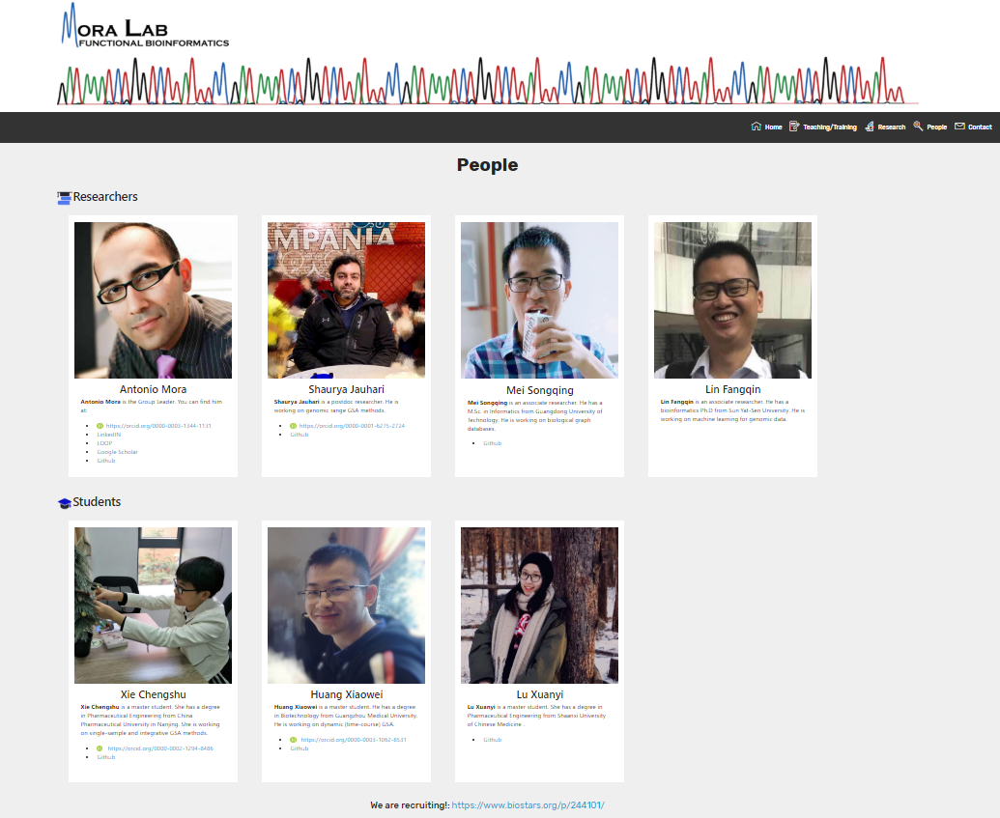 MORA LAB
FUNCTIONAL BIOINFORMATICS
Home Teaching/Training Research People Contact
People
Researchers
MPANIA
Antonio Mora
Antonio Mora is the Group Leader. You can find him
at:
https://orcid.org/0000-0003-1344-1131
LinkedIN
LOOP
Google Scholar
Github
Shaurya Jauhari
Shaurya Jauhari is a postdoc researcher. He is
working on genomic range GSA methods.
https://orcid.org/0000-0001-6275-2724
Github
Mei Songqing
Mei Songqing is an associate researcher. He has a
M.Sc. in Informatics from Guangdong University of
Technology. He is working on biological graph
databases.
Github
Lin Fangqin
Lin Fangqin is an associate researcher. He has a
bioinformatics Ph.D from Sun Yat-Sen University. He is
working on machine learning for genomic data.
Students
Xie Chengshu
Xie Chengshu is a master student. She has a degree
in Pharmaceutical Engineering from China
Pharmaceutical University in Nanjing. She is working
on single-sample and integrative GSA methods.
https://orcid.org/0000-0002-1294-8486
Github
Huang Xiaowei
Huang Xiaowei is a master student. He has a degree
in Biotechnology from Guangzhou Medical University.
He is working on dynamic (time-course) GSA.
https://orcid.org/0000-0003-1062-8531
Github
Lu Xuanyi
Lu Xuanyi is a master student. She has a degree in
Pharmaceutical Engineering from Shaanxi University
of Chinese Medicine .
Github
We are recruiting!: https://www.biostars.org/p/244101/